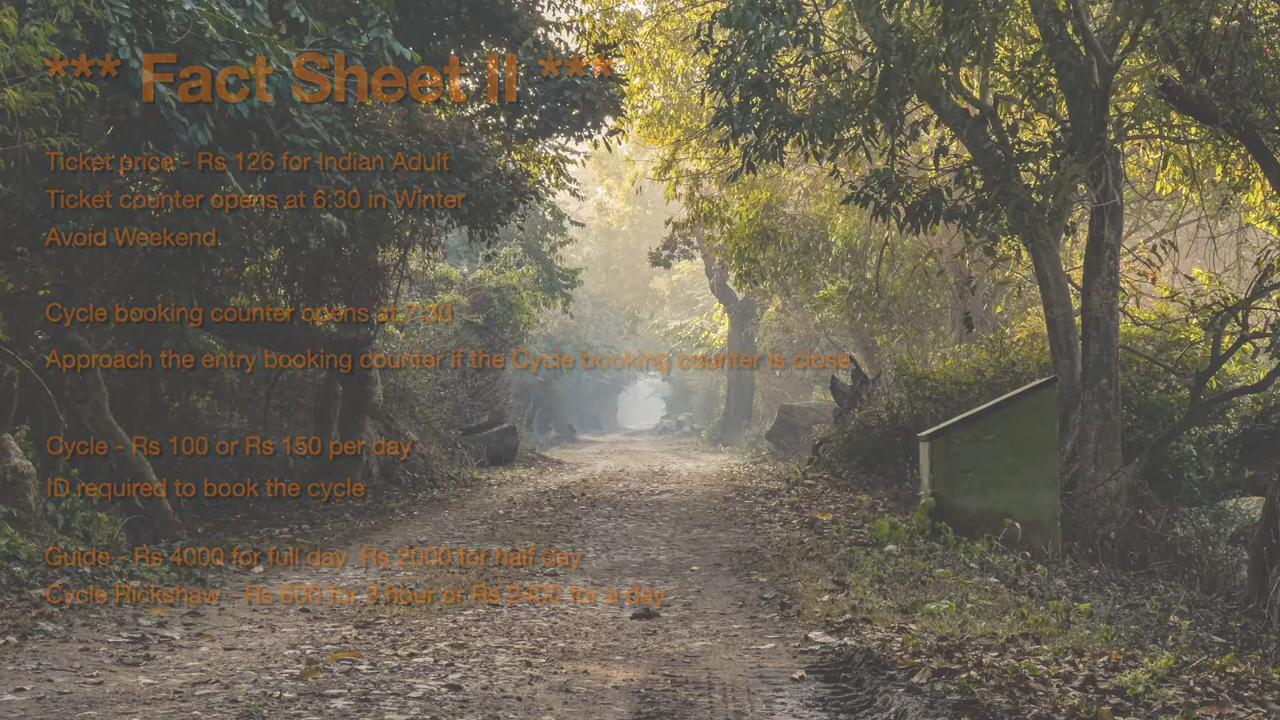 *** Fact Sheet II ***
Ticket price - Rs 126 for Indian Adult
Ticket counter opens at 6:30 in Winter
Avoid Weekend.
Cycle booking counter opens at 7:20
Approach the entry booking counter if the Cycle booking counter is close
Cycle - Rs 100 or Rs 150 per day
ID required to book the cycle
Guide - Rs 4000 for full day Rs 2000 for half day
Cycle Rickshaw - Rs 600 for 3 hour or Rs 2400 for a day